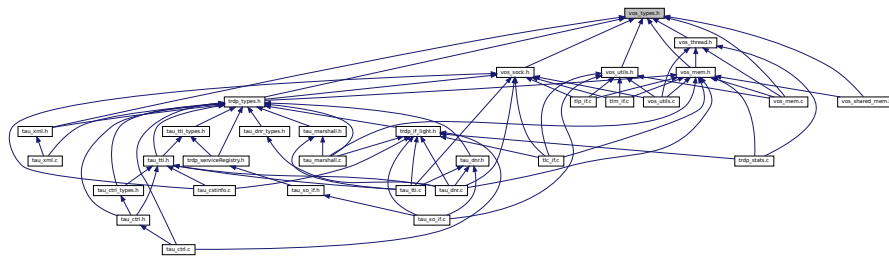 vos_types.h
vos_thread.h
vos_sock.h
vos_utils.h
vos_mem.h
trdp_types.h
tlp_if.c
tlm_if.c
vos_utils.c
vos_mem.c
vos_shared_mem.
tau_xml.h
tau_tti_types.h
tau_dnr_types.h
tau_marshall.h
trdp_if_light.h
tau_xml.c
tau_tti.h
trdp_serviceRegistry.h
tau_marshall.c
tau_dnr.h
tlc_if.c
trdp_stats.c
tau_ctrl_types.h
tau_cstinfo.c
tau_so_if.h
tau_tti.c
tau_dnr.c
tau_ctrl.h
tau_so_if.c
tau_ctrl.c